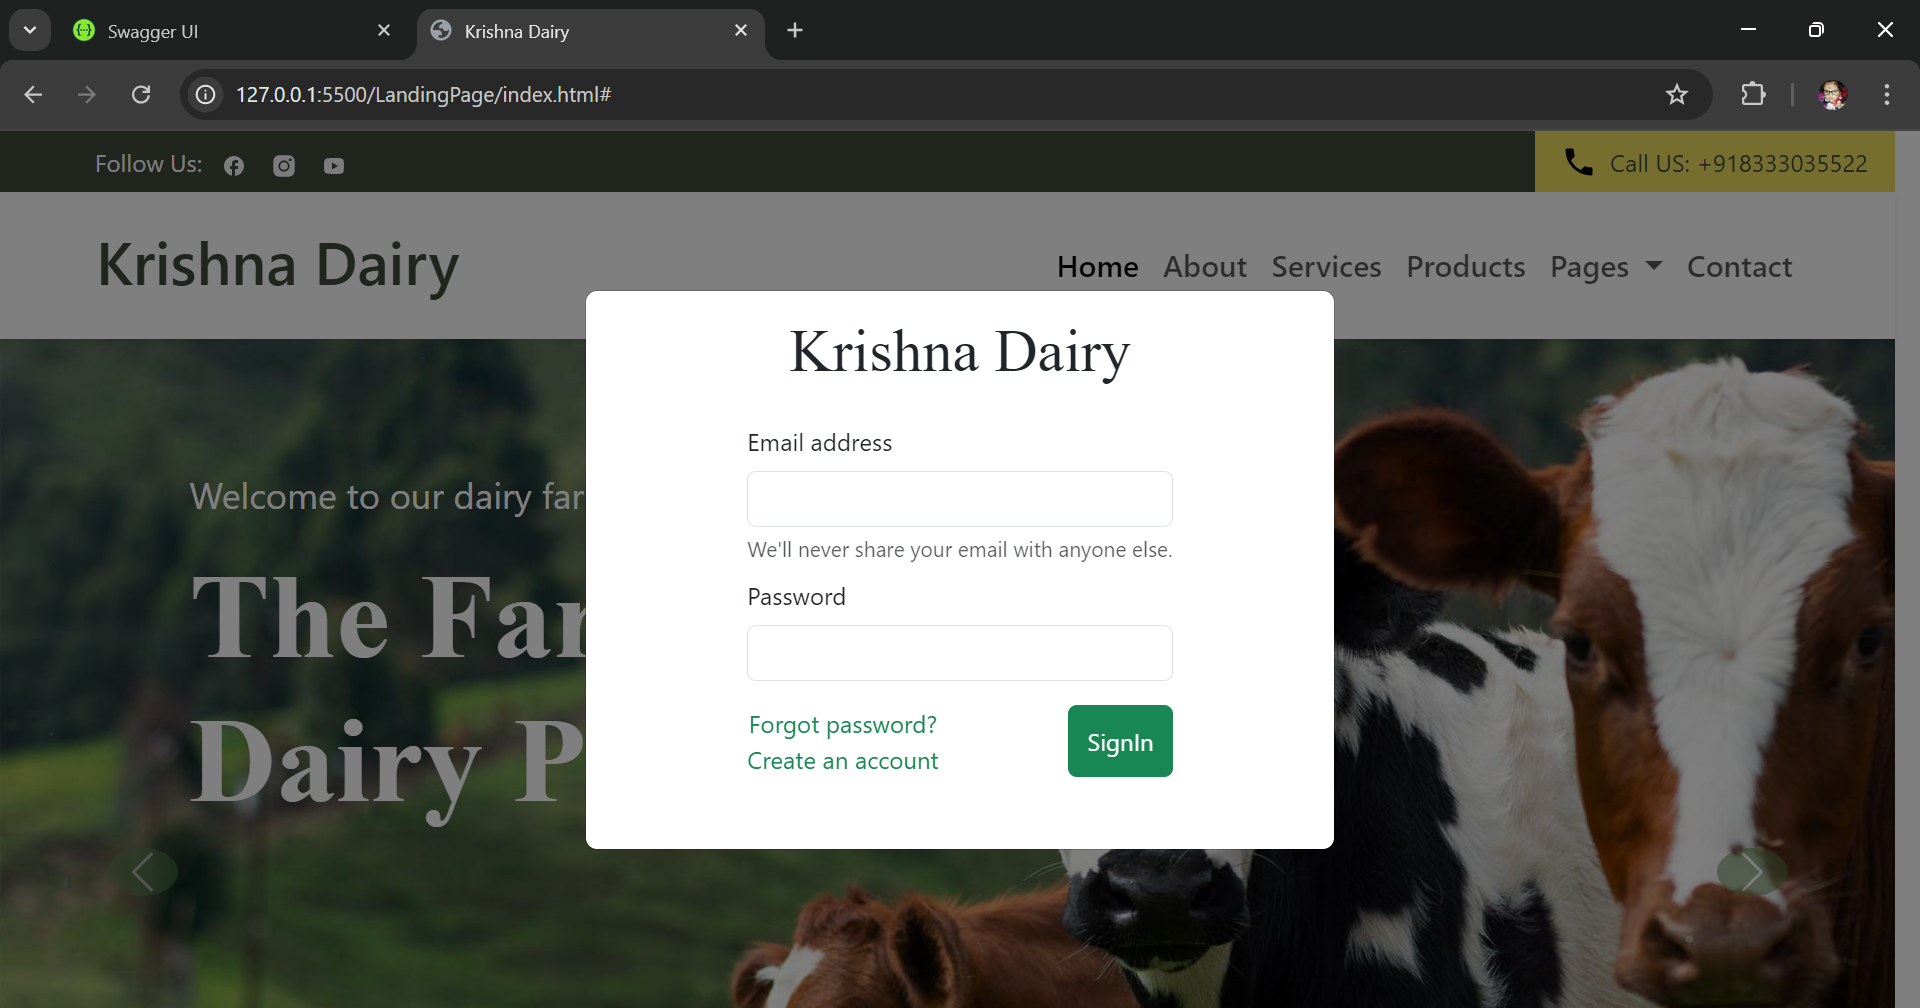 Swagger UI
Krishna Dairy
127.0.0.1:5500/LandingPage/index.html#
Follow Us:
Call US: +918333035522
Krishna Dairy
Home About Services Products Pages Contact
Krishna Dairy
Email address
We'll never share your email with anyone else.
Password
Forgot password?
Create an account
SignIn
Welcome to our dairy far
The Far
Dairy P